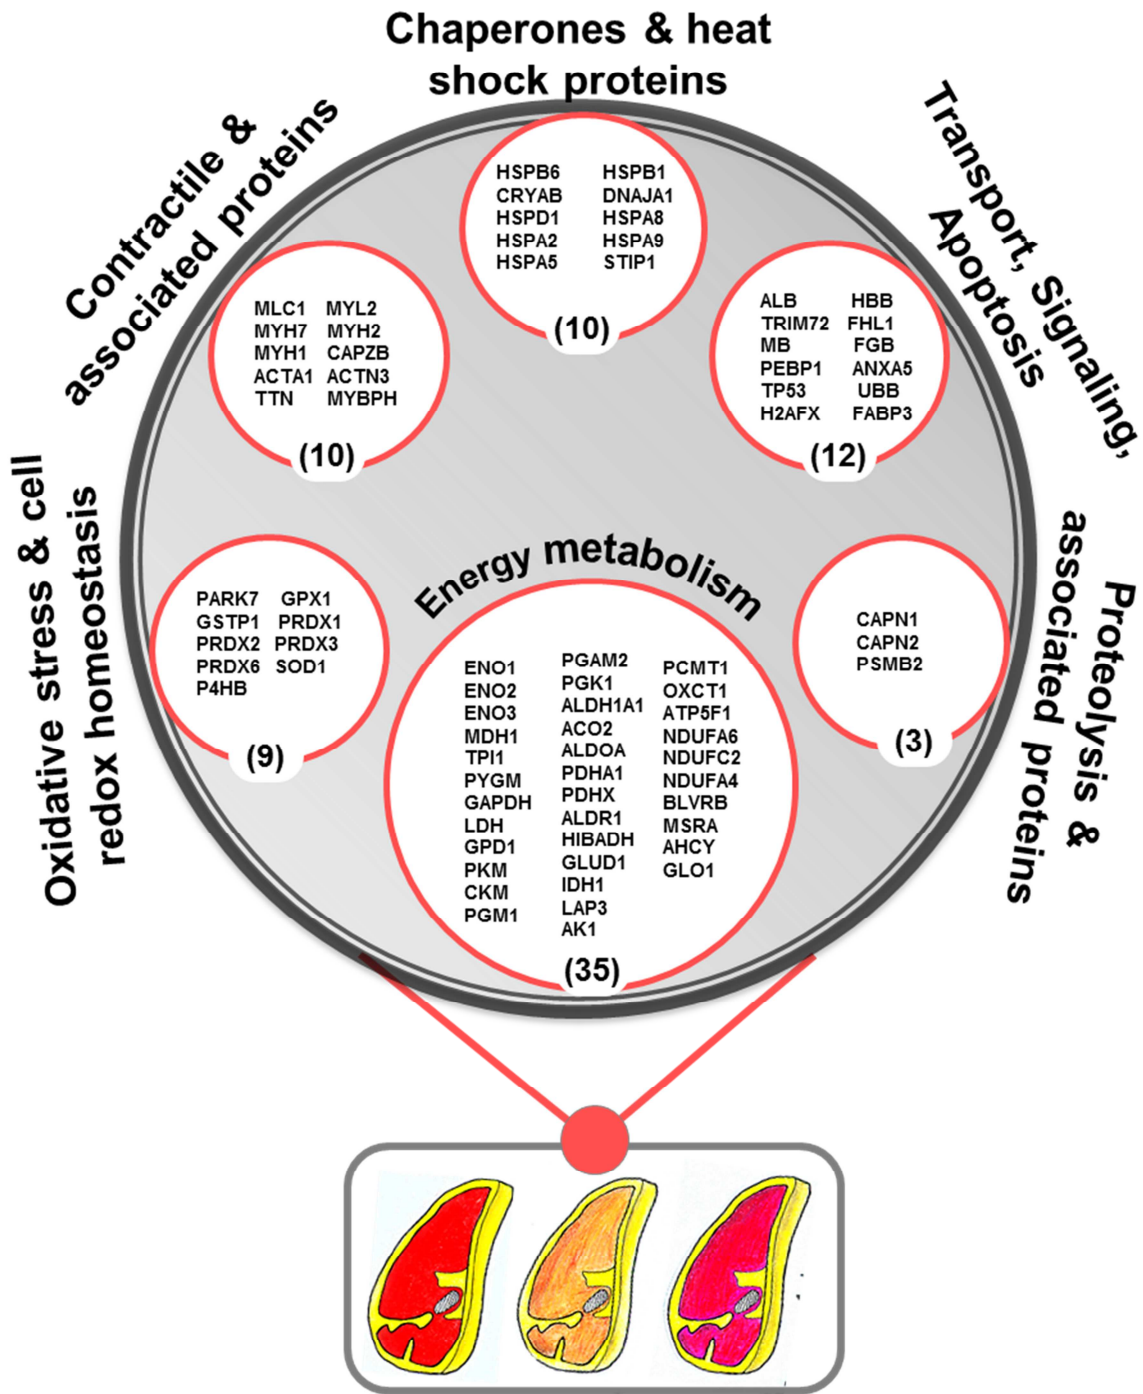 Chaperones & heat
shock proteins
HSPB6 HSPB1
CRYAB DNAJA1
HSPD1 HSPA8
HSPA2 HSPA9
HSPA5 STIP1
(10)
Contractile &
associated proteins
MLC1 MYL2
MYH7 MYH2
MYH1 CAPZB
ACTA1 ACTN3
TTN MYBPH
(10)
Transport, Signaling,
Apoptosis
ALB HBB
TRIM72 FHL1
MB FGB
PEBP1 ANXA5
TP53 UBB
H2AFX FABP3
(12)
Oxidative stress & cell
redox homeostasis
PARK7 GPX1
GSTP1 PRDX1
PRDX2 PRDX3
PRDX6 SOD1
P4HB
(9)
Energy metabolism
ENO1
ENO2
ENO3
MDH1
TPI1
PYGM
GAPDH
LDH
GPD1
PKM
CKM
PGM1
PGAM2
PGK1
ALDH1A1
ACO2
ALDOA
PDHA1
PDHX
ALDR1
HIBADH
GLUD1
IDH1
LAP3
AK1
PCMT1
OXCT1
ATP5F1
NDUFA6
NDUFC2
NDUFA4
BLVRB
MSRA
AHCY
GLO1
(35)
Proteolysis &
associated proteins
CAPN1
CAPN2
PSMB2
(3)